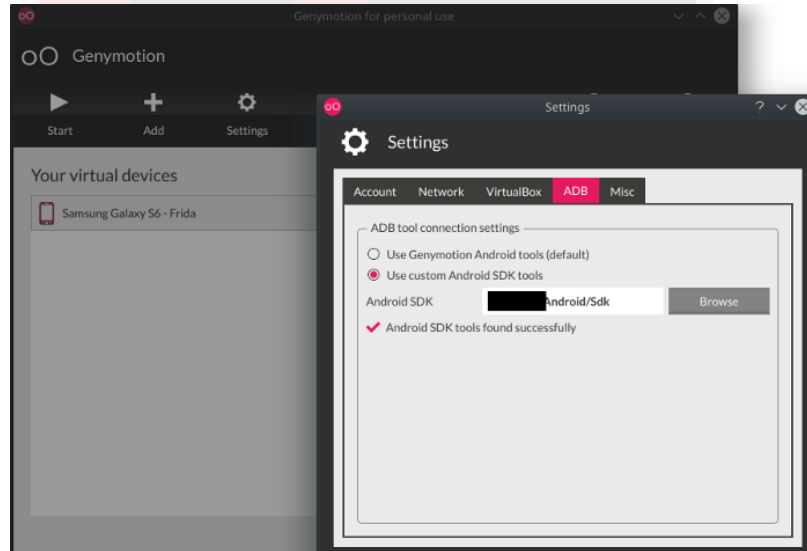 Genymotion for personal use
Genymotion
Start Add Settings
Your virtual devices
Samsung Galaxy S6 - Frida
Settings
Settings
Account Network VirtualBox ADB Misc
ADB tool connection settings
Use Genymotion Android tools (default)
Use custom Android SDK tools
Android SDK Android/Sdk Browse
Android SDK tools found successfully